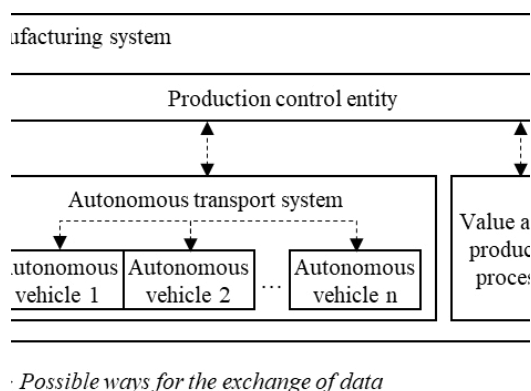 ufacturing system
Production control entity
Autonomous transport system
utonomous
vehicle 1
Autonomous
vehicle 2
...
Autonomous
vehicle n
Value a
produc
proces
Possible ways for the exchange of data